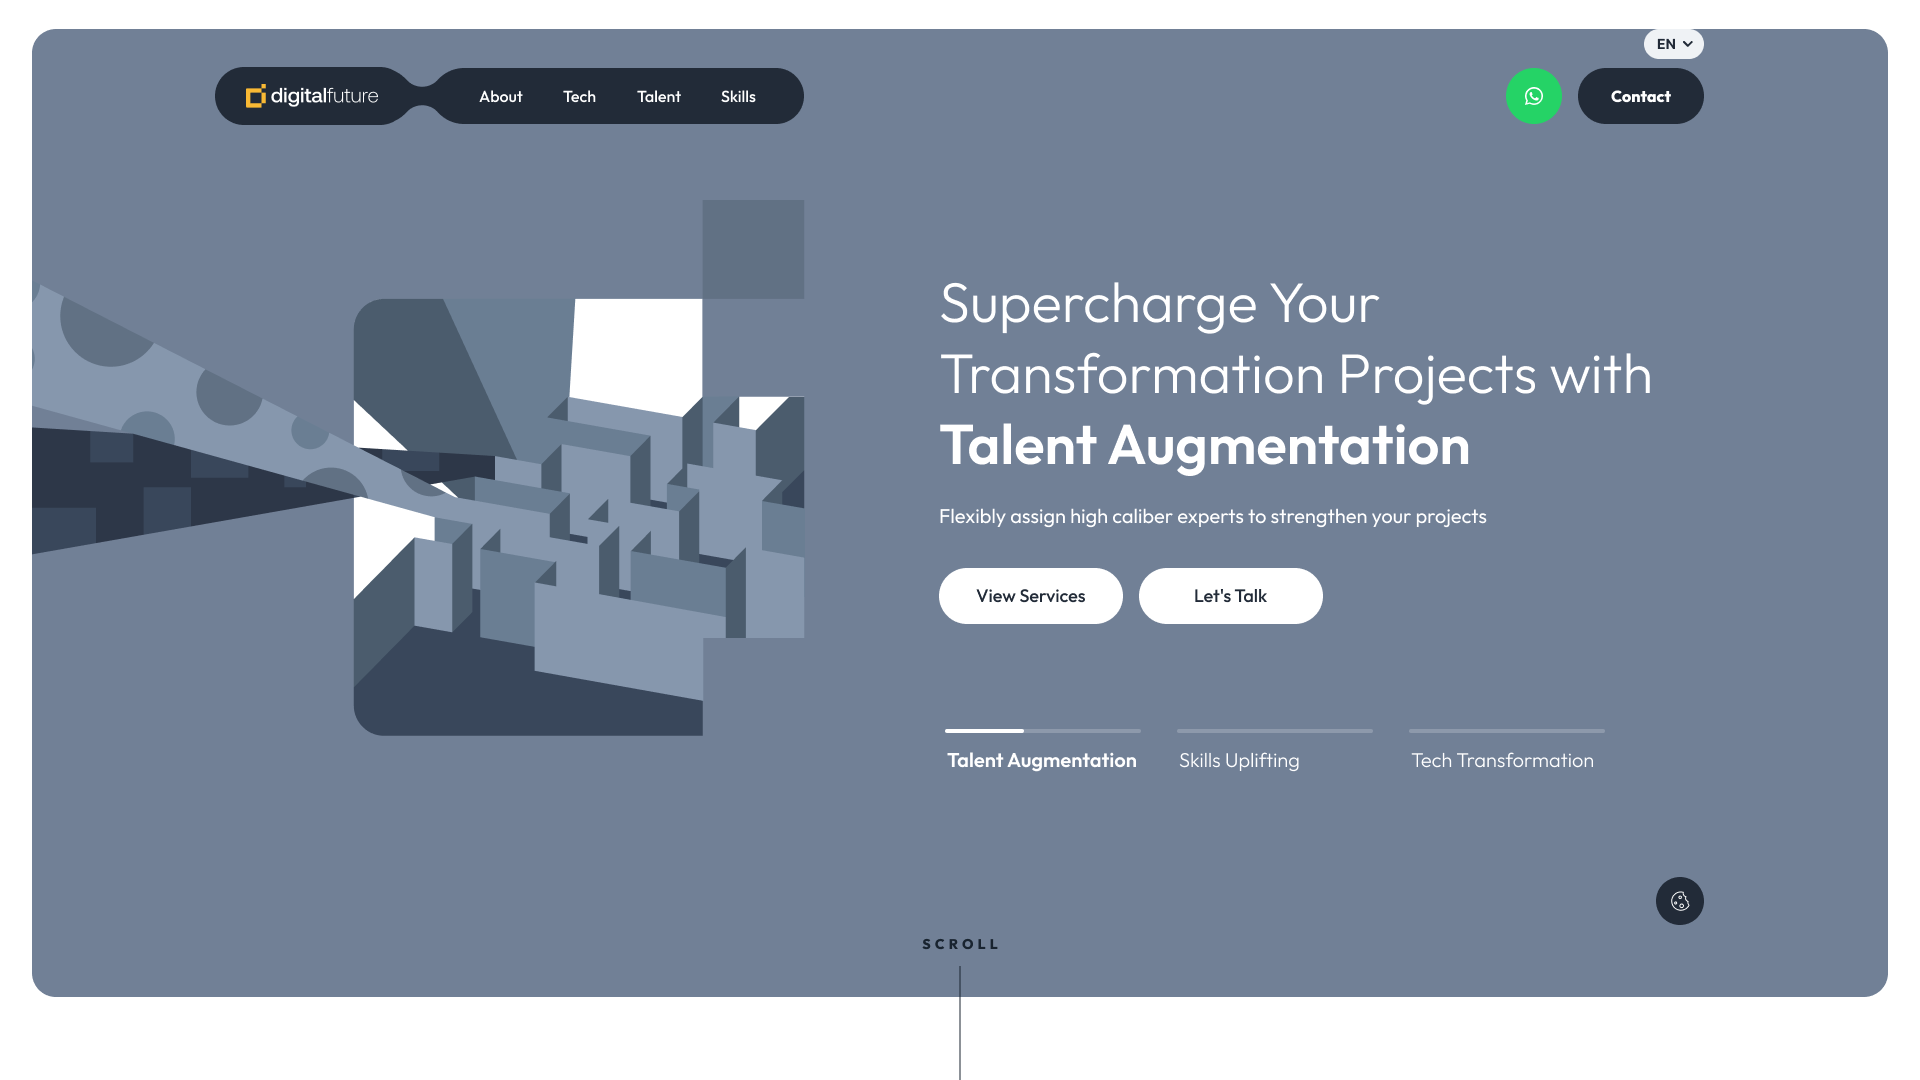 EN
digitalfuture
About
Tech
Talent
Skills
Contact
Supercharge Your
Transformation Projects with
Talent Augmentation
Flexibly assign high caliber experts to strengthen your projects
View Services
Let's Talk
Talent Augmentation
Skills Uplifting
Tech Transformation
SCROLL